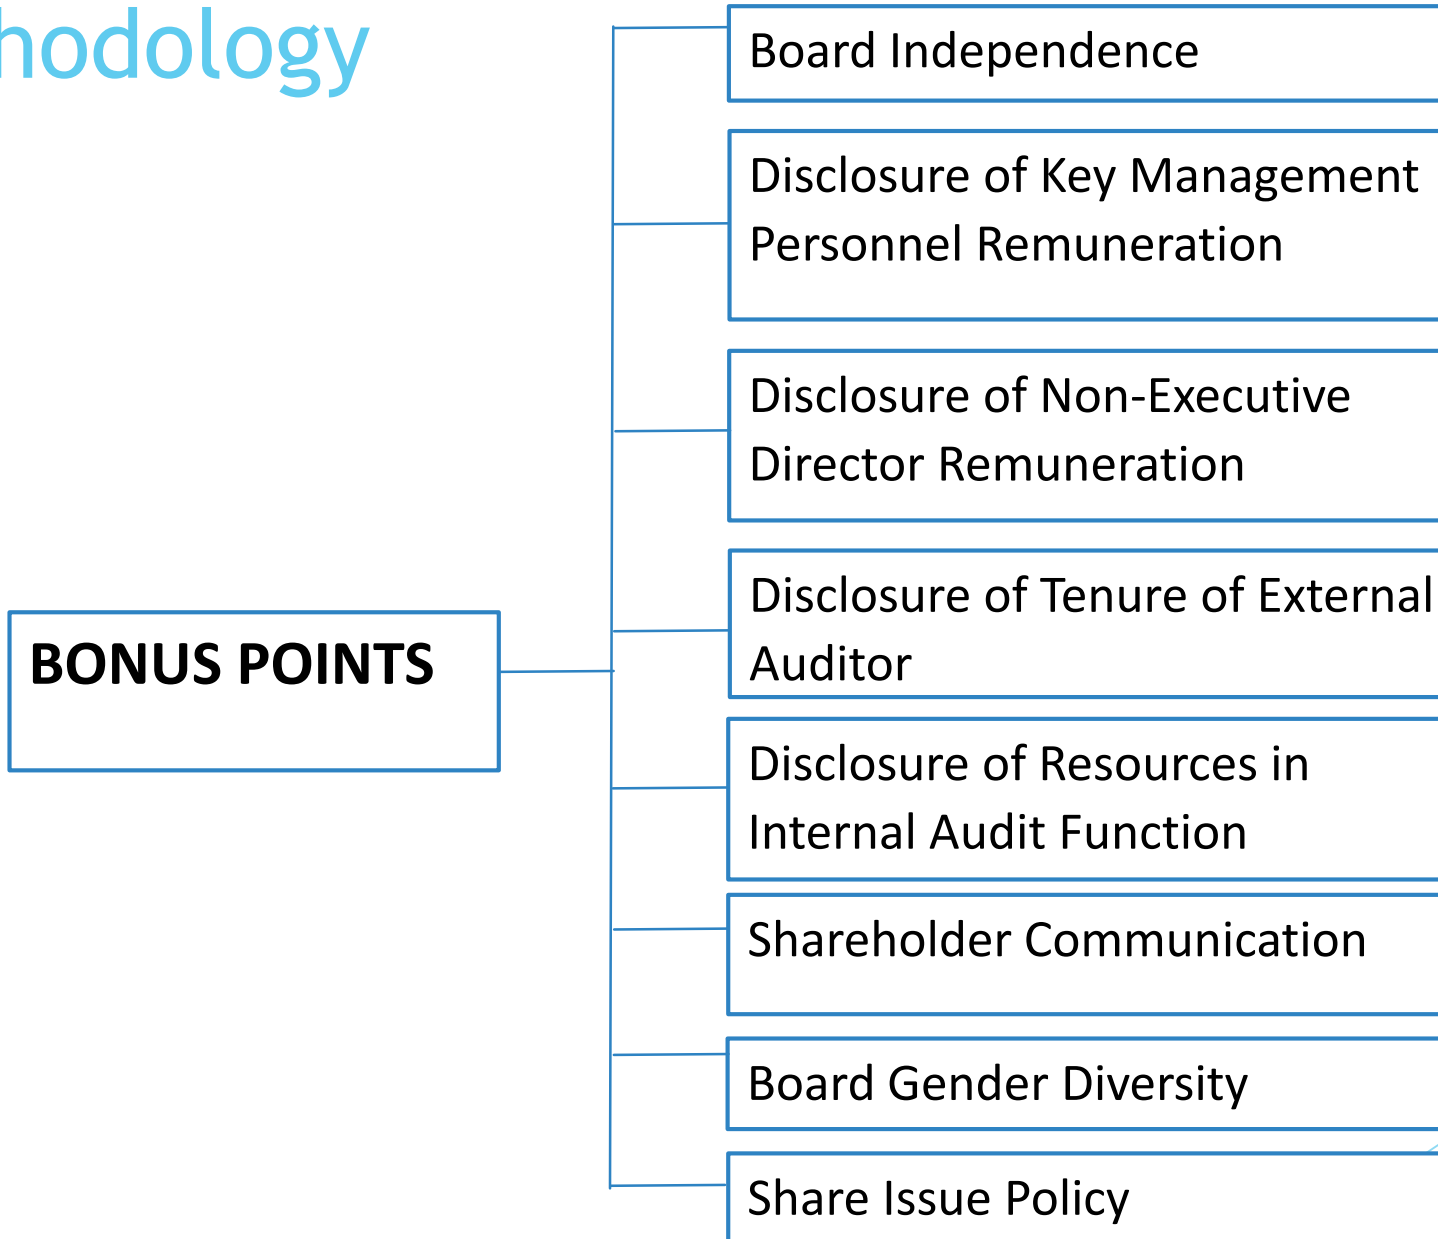 hodology
Board Independence
Disclosure of Key Management
Personnel Remuneration
Disclosure of Non-Executive
Director Remuneration
Disclosure of Tenure of External
Auditor
BONUS POINTS
Disclosure of Resources in
Internal Audit Function
Shareholder Communication
Board Gender Diversity
Share Issue Policy